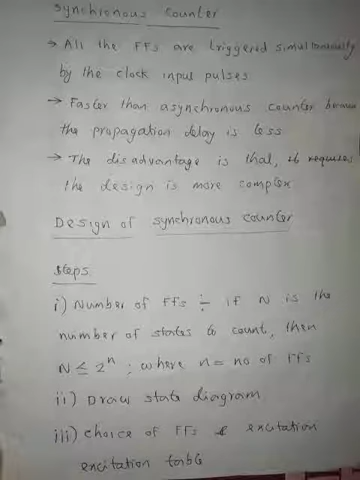 Synchronous Counter
→ All the FFs are triggered simultaneously
by the clock input pulses
→ Faster than asynchronous counter because
the propagation delay is less
→ The disadvantage is that, it requires
the design is more complex
Design of synchronous counter
steps
i) Number of FFs ÷ if N is the
number of states to count, then
N ≤ 2ⁿ ; where n = no of FFs
ii) Draw state diagram
iii) choice of FFs & excitation
excitation table